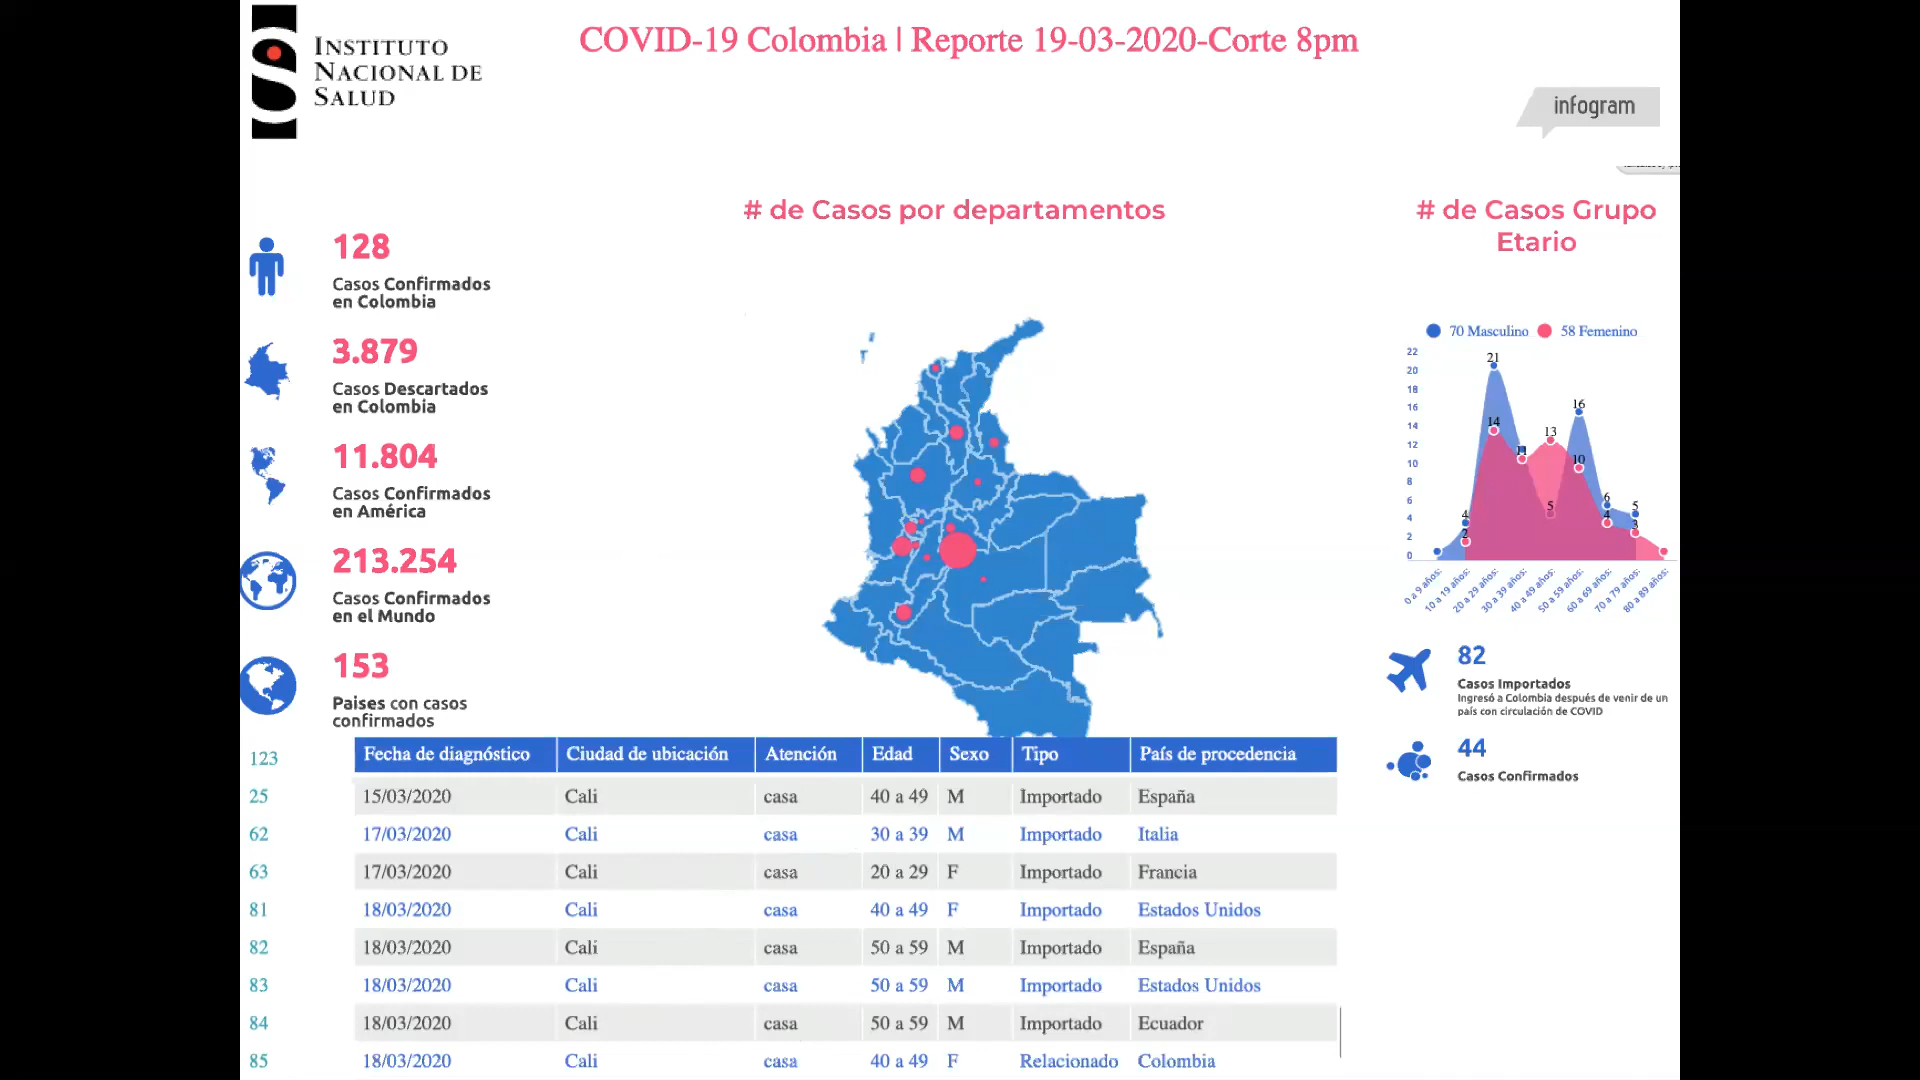 INSTITUTO
NACIONAL DE
SALUD
COVID-19 Colombia | Reporte 19-03-2020-Corte 8pm
infogram
128
Casos Confirmados
en Colombia
3.879
Casos Descartados
en Colombia
11.804
Casos Confirmados
en América
213.254
Casos Confirmados
en el Mundo
153
Paises con casos
confirmados
# de Casos por departamentos
# de Casos Grupo
Etario
70 Masculino 58 Femenino
22
20
18
16
14
12
10
8
6
4
2
0
21
16
14
13
11
10
5
6
5
4
4
3
2
0 a 9 años:
10 a 19 años:
20 a 29 años:
30 a 39 años:
40 a 49 años:
50 a 59 años:
60 a 69 años:
70 a 79 años:
80 a 89 años:
82
Casos Importados
Ingresó a Colombia después de venir de un
país con circulación de COVID
44
Casos Confirmados
123 Fecha de diagnóstico Ciudad de ubicación Atención Edad Sexo Tipo País de procedencia
25 15/03/2020 Cali casa 40 a 49 M Importado España
62 17/03/2020 Cali casa 30 a 39 M Importado Italia
63 17/03/2020 Cali casa 20 a 29 F Importado Francia
81 18/03/2020 Cali casa 40 a 49 F Importado Estados Unidos
82 18/03/2020 Cali casa 50 a 59 M Importado España
83 18/03/2020 Cali casa 50 a 59 M Importado Estados Unidos
84 18/03/2020 Cali casa 50 a 59 M Importado Ecuador
85 18/03/2020 Cali casa 40 a 49 F Relacionado Colombia